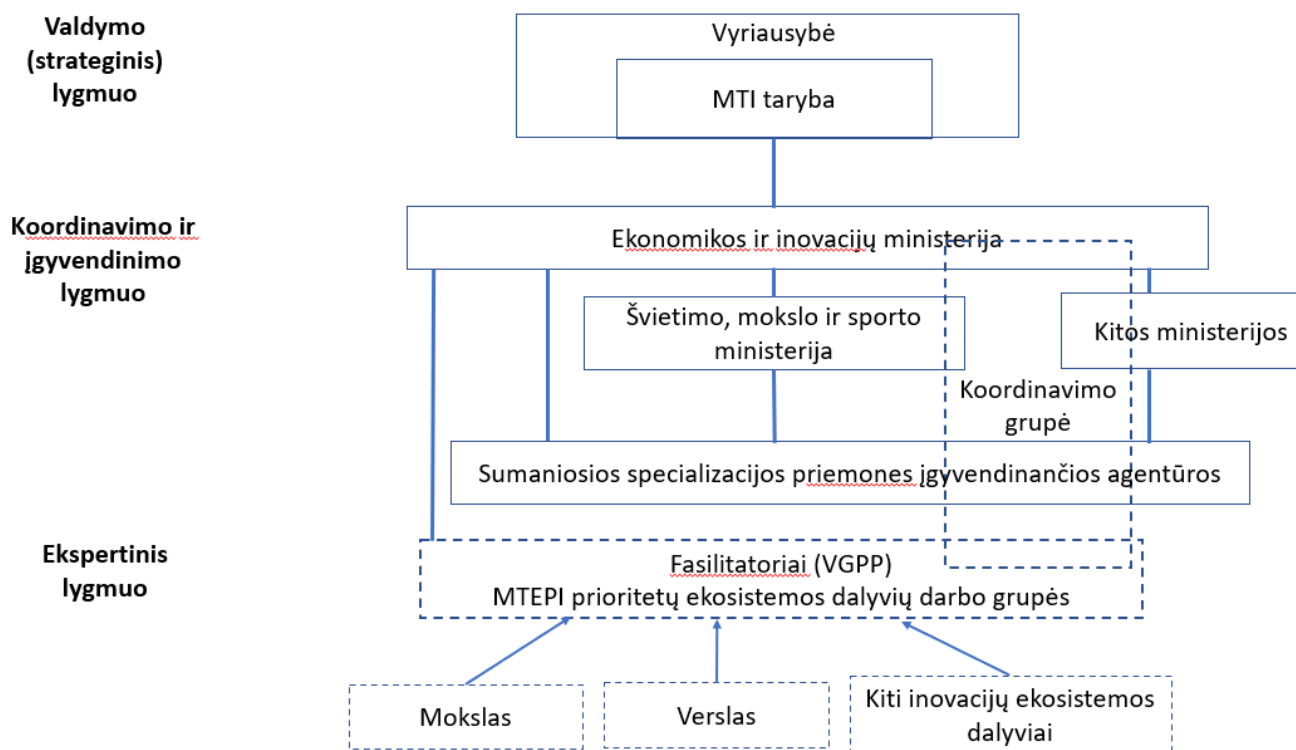 Valdymo
(strateginis)
lygmuo
Vyriausybė
MTI taryba
Koordinavimo ir
įgyvendinimo
lygmuo
Ekonomikos ir inovacijų ministerija
Švietimo, mokslo ir sporto
ministerija
Kitos ministerijos
Koordinavimo
grupė
Sumaniosios specializacijos priemones įgyvendinančios agentūros
Ekspertinis
lygmuo
Fasilitatoriai (VGPP)
MTEPI prioritetų ekosistemos dalyvių darbo grupės
Mokslas
Verslas
Kiti inovacijų ekosistemos
dalyviai